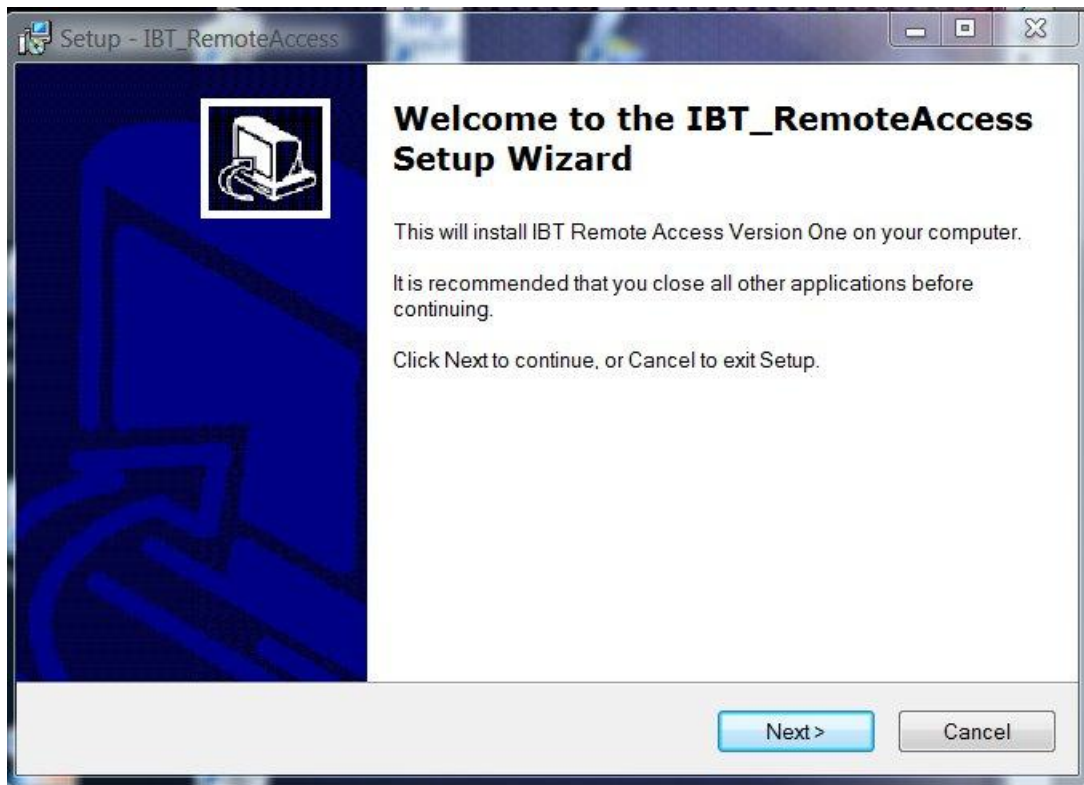 Setup - IBT_RemoteAccess
Welcome to the IBT_RemoteAccess
Setup Wizard
This will install IBT Remote Access Version One on your computer.
It is recommended that you close all other applications before
continuing.
Click Next to continue, or Cancel to exit Setup.
Next >
Cancel